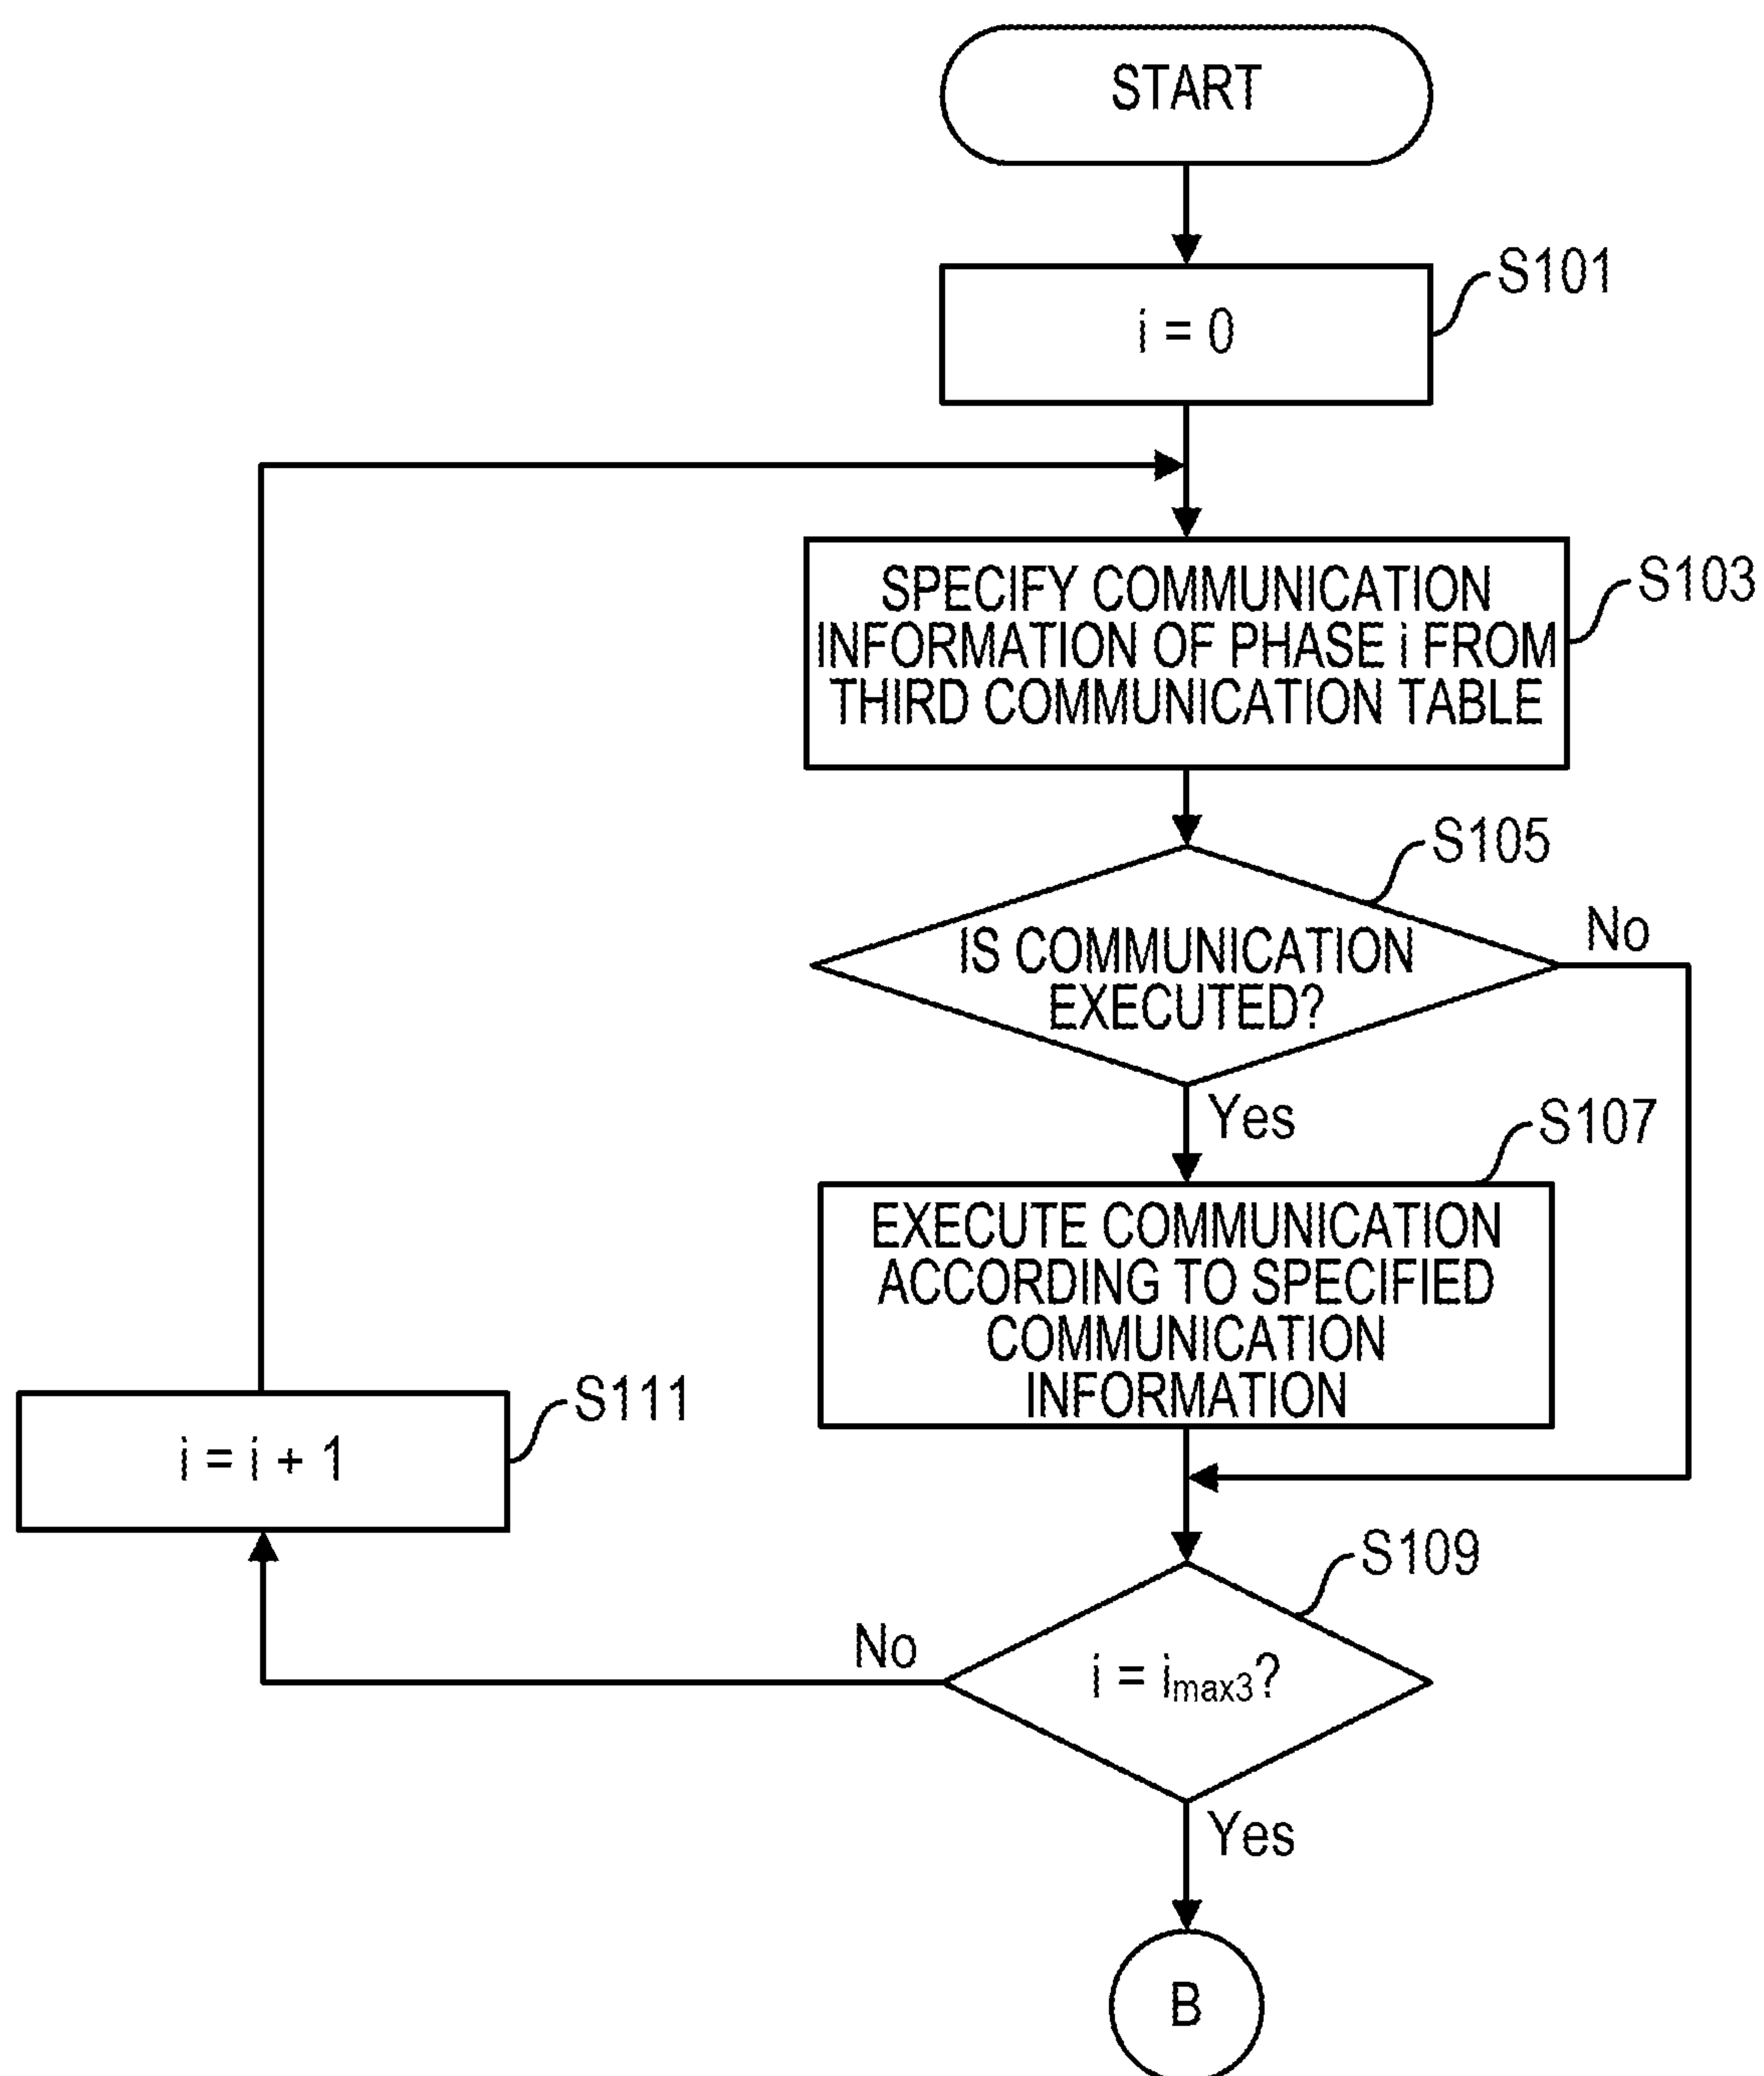 START
S101
i = 0
S103
SPECIFY COMMUNICATION
INFORMATION OF PHASE i FROM
THIRD COMMUNICATION TABLE
S105
No
IS COMMUNICATION
EXECUTED?
Yes
S107
EXECUTE COMMUNICATION
ACCORDING TO SPECIFIED
COMMUNICATION
INFORMATION
S111
i = i + 1
S109
No
i = imax3?
Yes
B